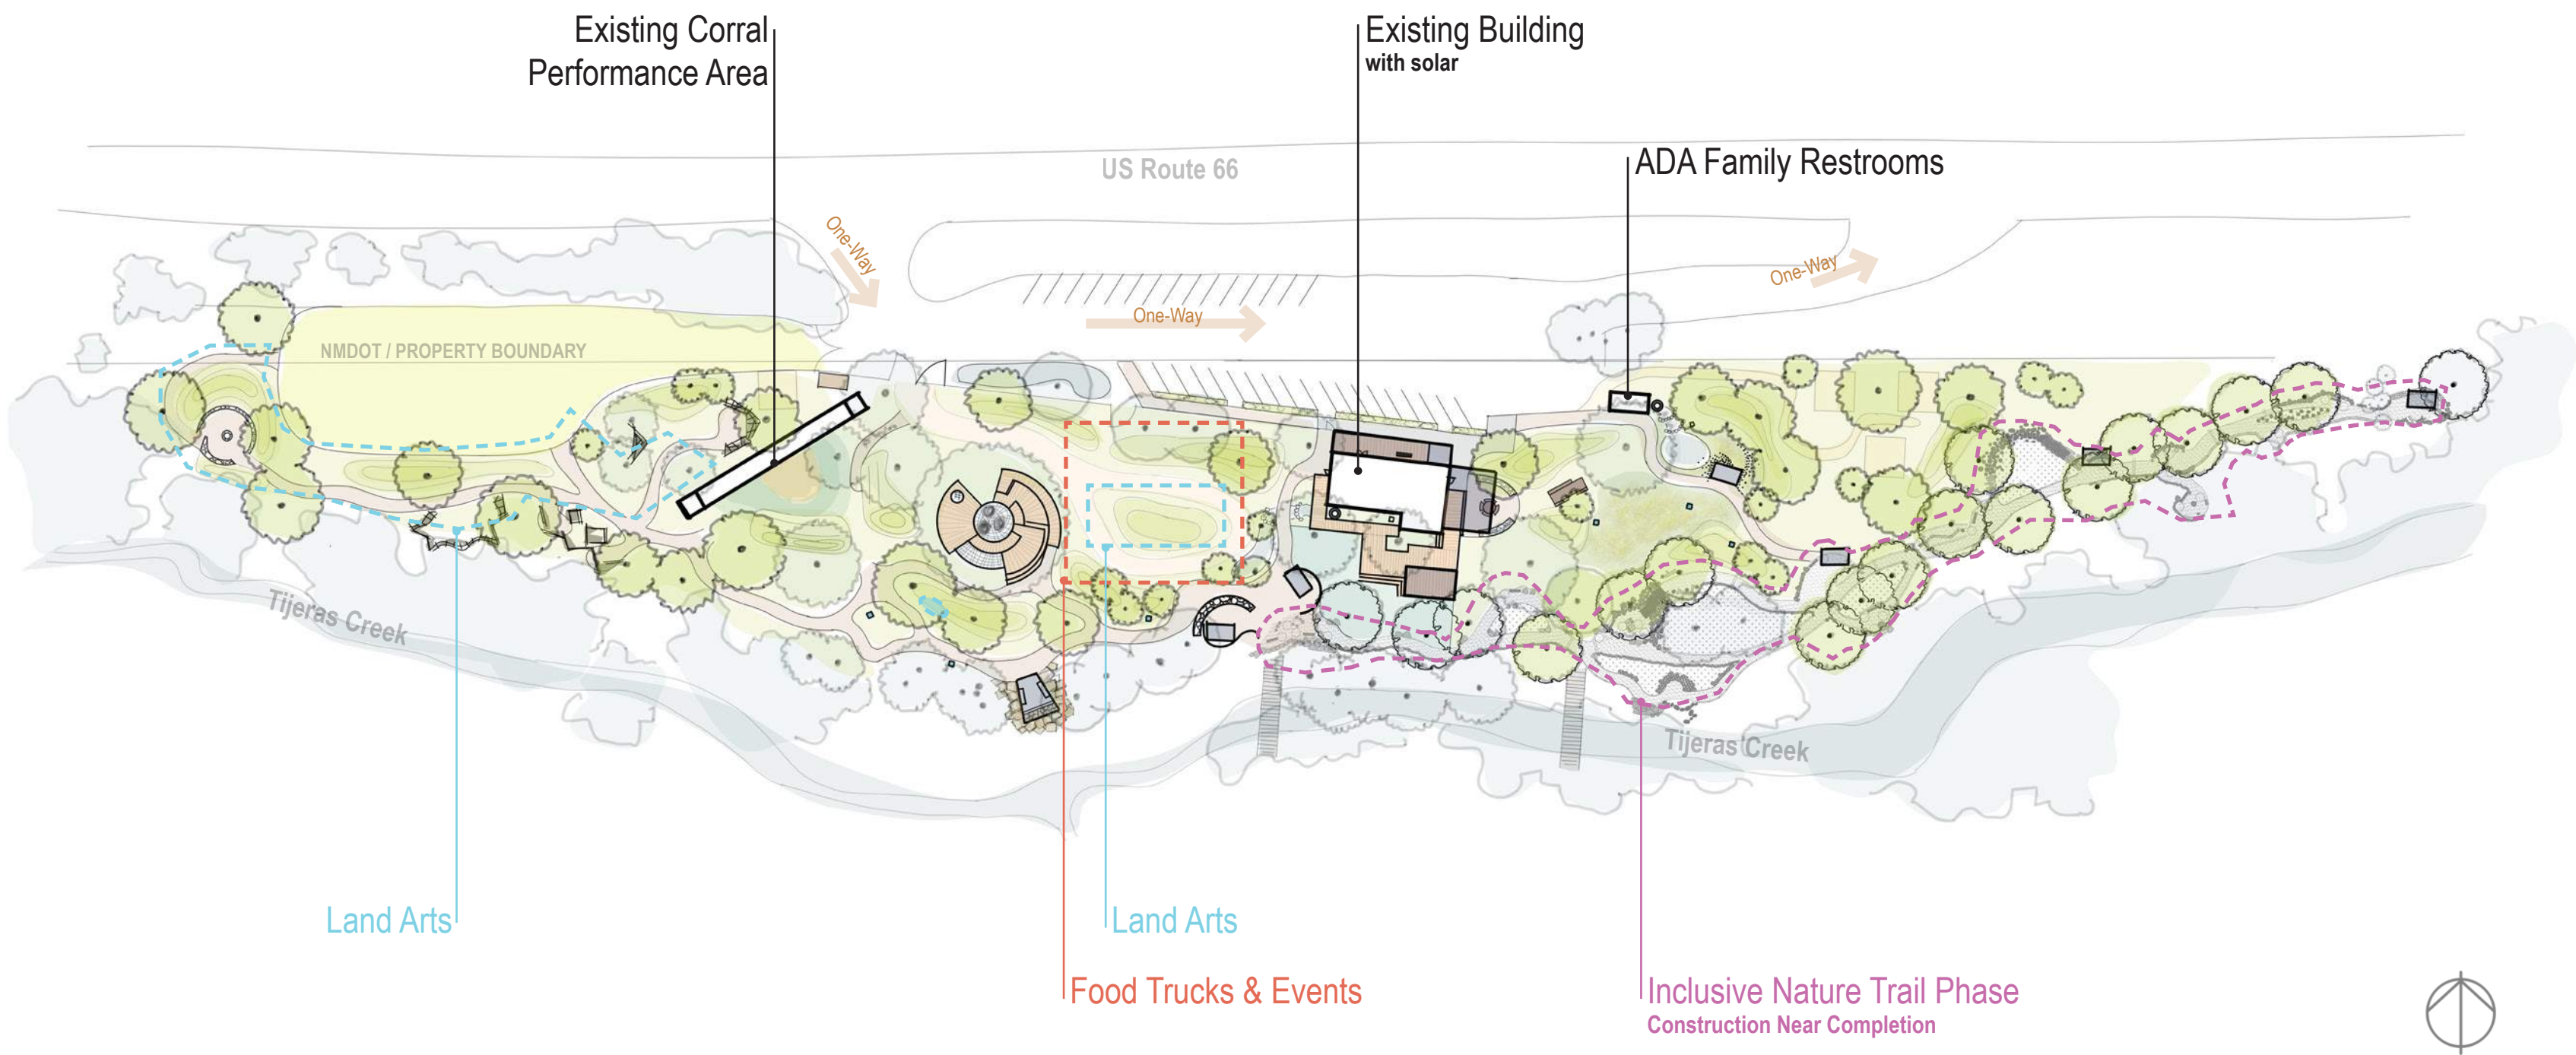 Existing Corral
Performance Area
Existing Building
with solar
US Route 66
ADA Family Restrooms
One-Way
One-Way
One-Way
NMDOT / PROPERTY BOUNDARY
Tijeras Creek
Tijeras Creek
Land Arts
Land Arts
Food Trucks & Events
Inclusive Nature Trail Phase
Construction Near Completion